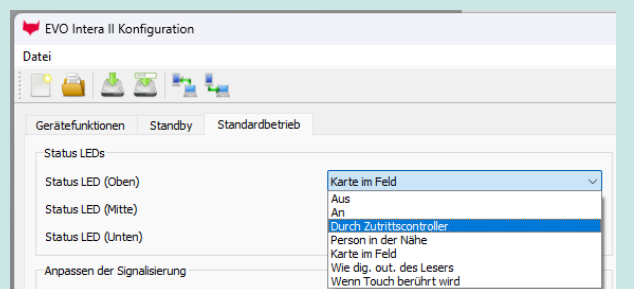 EVO Intera II Konfiguration
Datei
Gerätefunktionen Standby Standardbetrieb
Status LEDs
Status LED (Oben) Karte im Feld
Aus
Status LED (Mitte) An
Durch Zutrittscontroller
Status LED (Unten) Person in der Nähe
Karte im Feld
Anpassen der Signalisierung Wie dig. out. des Lesers
Wenn Touch berührt wird